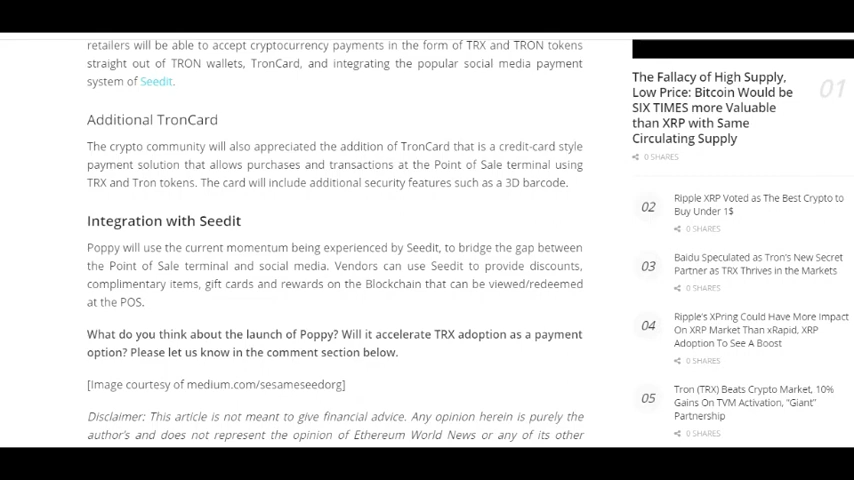 retailers will be able to accept cryptocurrency payments in the form of TRX and TRON tokens
straight out of TRON wallets, TronCard, and integrating the popular social media payment
system of Seedit.
Additional TronCard
The crypto community will also appreciated the addition of TronCard that is a credit-card style
payment solution that allows purchases and transactions at the Point of Sale terminal using
TRX and Tron tokens. The card will include additional security features such as a 3D barcode.
Integration with Seedit
Poppy will use the current momentum being experienced by Seedit, to bridge the gap between
the Point of Sale terminal and social media. Vendors can use Seedit to provide discounts,
complimentary items, gift cards and rewards on the Blockchain that can be viewed/redeemed
at the POS.
What do you think about the launch of Poppy? Will it accelerate TRX adoption as a payment
option? Please let us know in the comment section below.
[Image courtesy of medium.com/sesameseedorg]
Disclaimer: This article is not meant to give financial advice. Any opinion herein is purely the
author's and does not represent the opinion of Ethereum World News or any of its other
The Fallacy of High Supply,
Low Price: Bitcoin Would be
SIX TIMES more Valuable
than XRP with Same
Circulating Supply
01
0 SHARES
02
Ripple XRP Voted as The Best Crypto to
Buy Under 1$
0 SHARES
03
Baidu Speculated as Tron's New Secret
Partner as TRX Thrives in the Markets
0 SHARES
04
Ripple's XPring Could Have More Impact
On XRP Market Than xRapid, XRP
Adoption To See A Boost
0 SHARES
05
Tron (TRX) Beats Crypto Market, 10%
Gains On TVM Activation, "Giant"
Partnership
0 SHARES